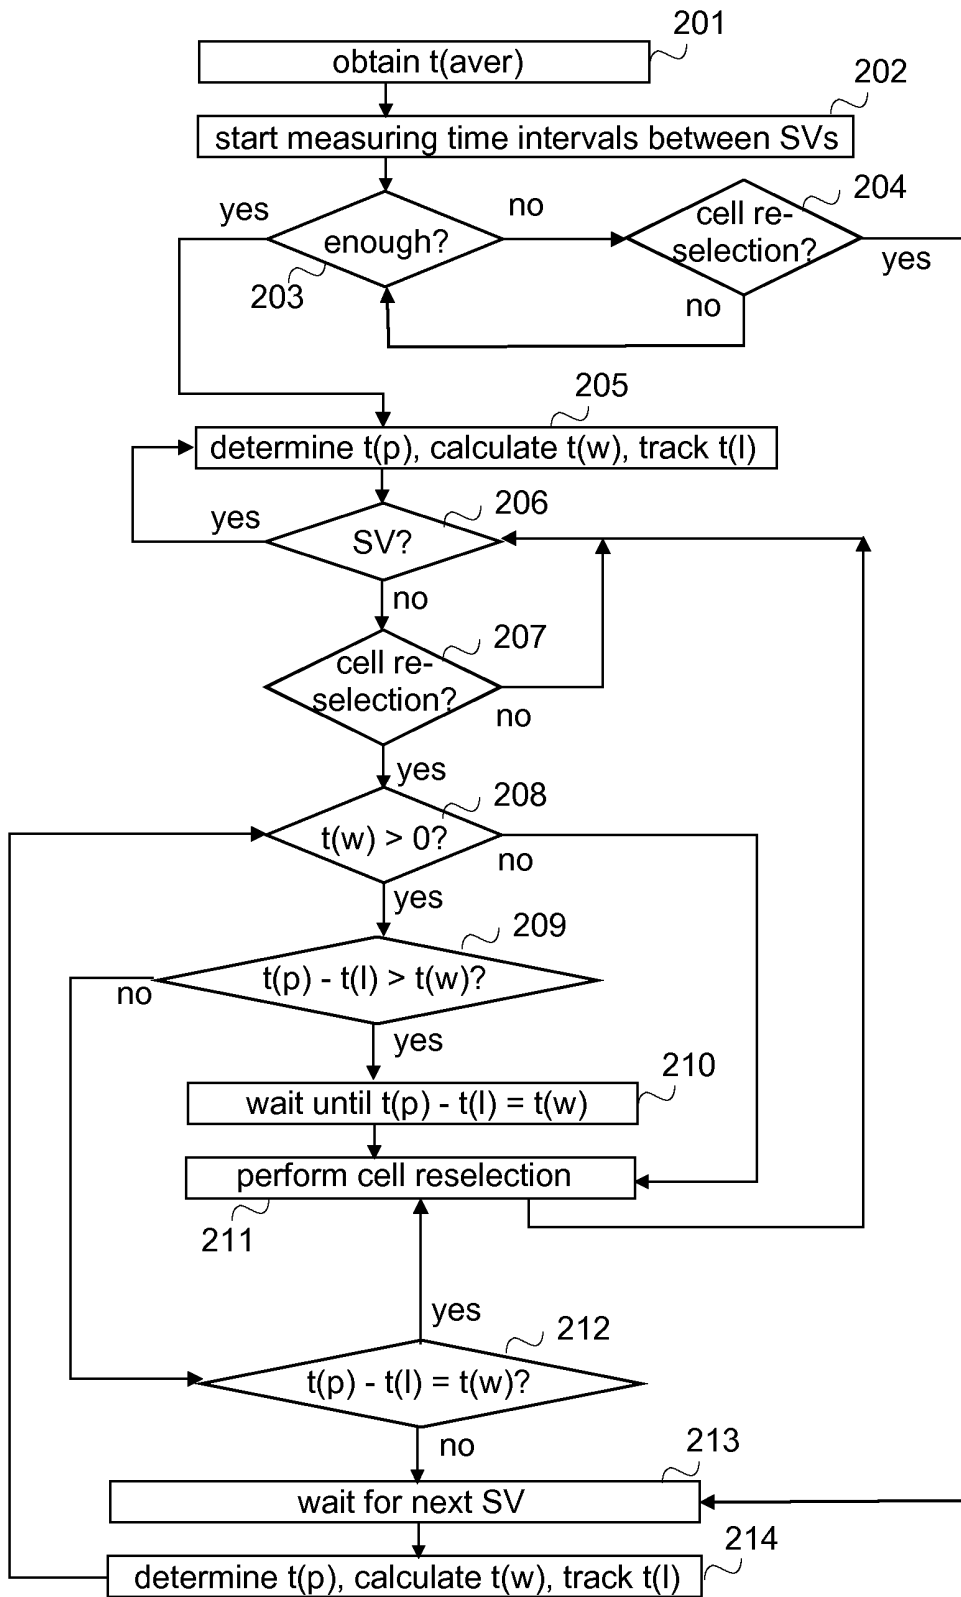 201
obtain t(aver)
202
start measuring time intervals between SVs
204
yes
no
cell re-
selection?
enough?
yes
203
no
205
determine t(p), calculate t(w), track t(l)
206
yes
SV?
no
207
cell re-
selection?
no
yes
208
t(w) > 0?
no
yes
209
t(p) - t(l) > t(w)?
no
yes
210
wait until t(p) - t(l) = t(w)
perform cell reselection
211
yes
212
t(p) - t(l) = t(w)?
no
213
wait for next SV
214
determine t(p), calculate t(w), track t(l)